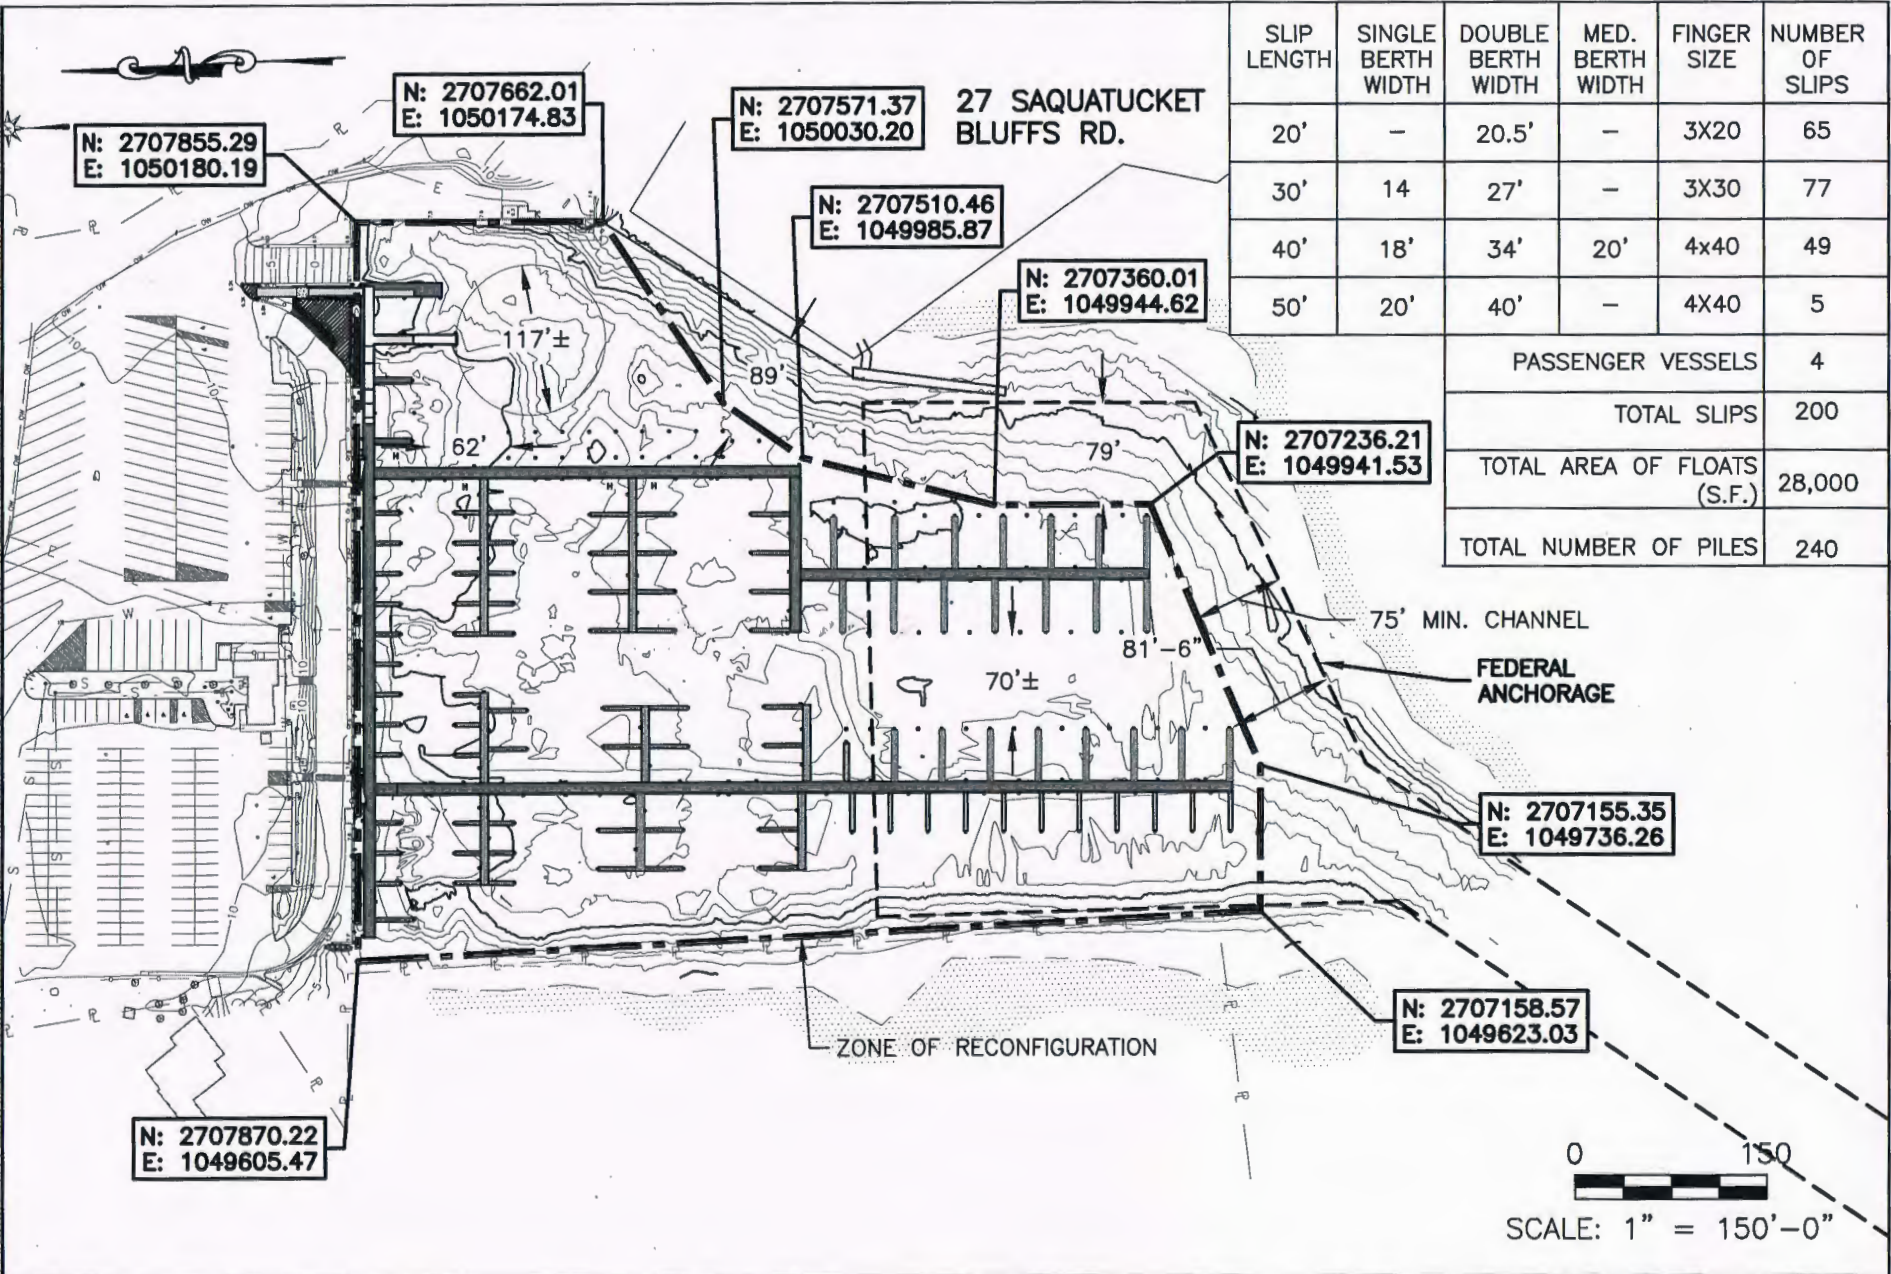 SLIP LENGTH SINGLE BERTH WIDTH DOUBLE BERTH WIDTH MED. BERTH WIDTH FINGER SIZE NUMBER OF SLIPS
20' – 20.5' – 3X20 65
30' 14 27' – 3X30 77
40' 18' 34' 20' 4x40 49
50' 20' 40' – 4X40 5
PASSENGER VESSELS 4
TOTAL SLIPS 200
TOTAL AREA OF FLOATS (S.F.) 28,000
TOTAL NUMBER OF PILES 240
N: 2707662.01
E: 1050174.83
N: 2707855.29
E: 1050180.19
N: 2707571.37
E: 1050030.20
27 SAQUATUCKET
BLUFFS RD.
N: 2707510.46
E: 1049985.87
N: 2707360.01
E: 1049944.62
N: 2707236.21
E: 1049941.53
117'±
89'
62'
79'
75' MIN. CHANNEL
81'-6"
70'±
FEDERAL
ANCHORAGE
N: 2707155.35
E: 1049736.26
N: 2707158.57
E: 1049623.03
ZONE OF RECONFIGURATION
N: 2707870.22
E: 1049605.47
0 150
SCALE: 1" = 150'-0"